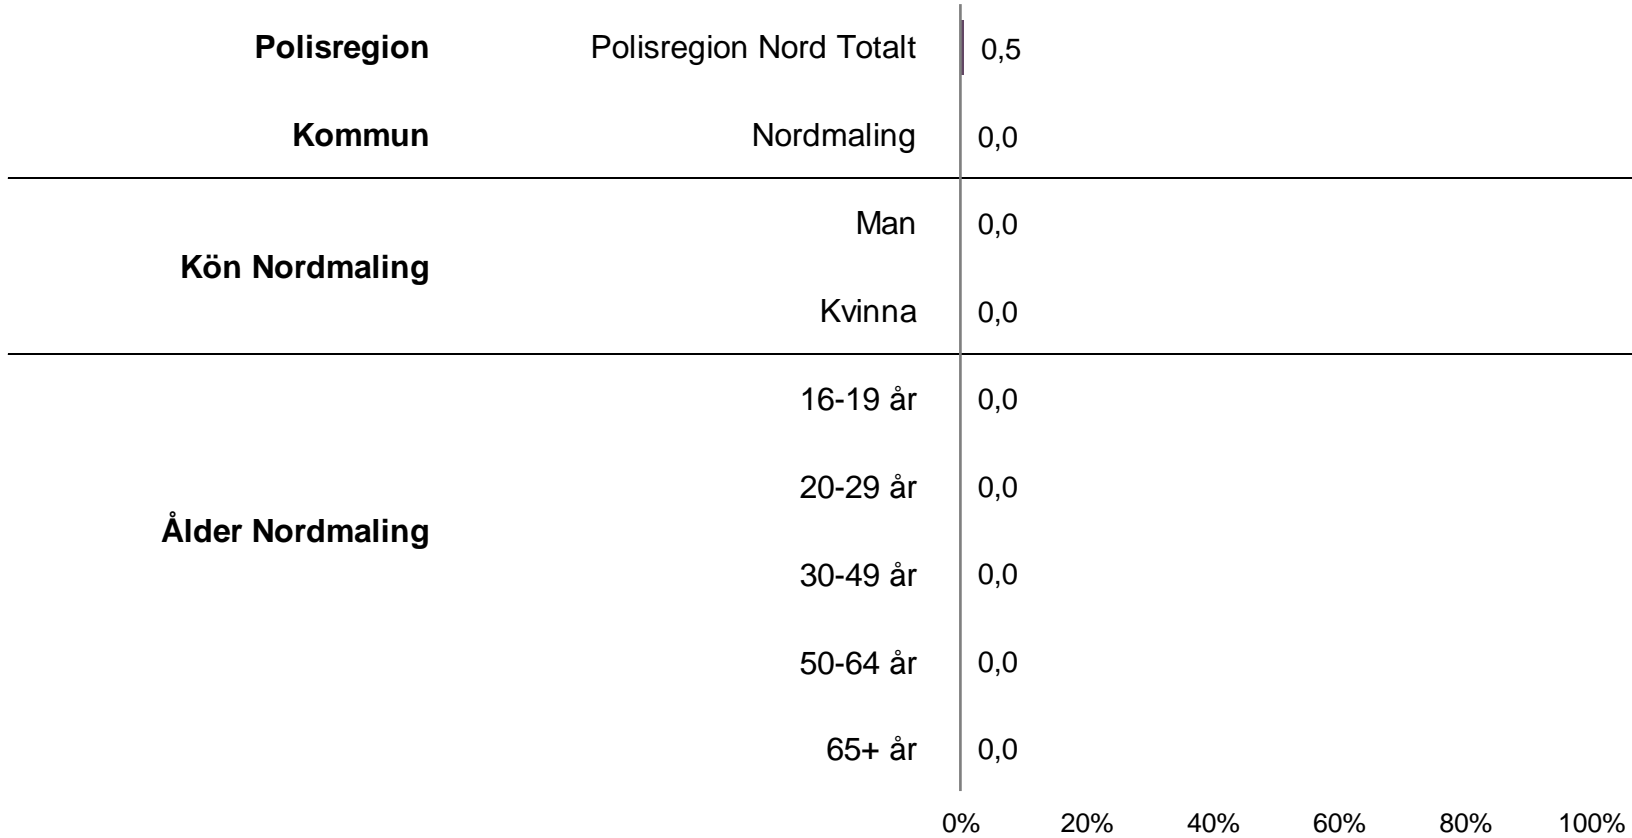 Polisregion Polisregion Nord Totalt 0,5
Kommun Nordmaling 0,0
Man 0,0
Kön Nordmaling
Kvinna 0,0
16-19 år 0,0
20-29 år 0,0
Ålder Nordmaling
30-49 år 0,0
50-64 år 0,0
65+ år 0,0
0% 20% 40% 60% 80% 100%